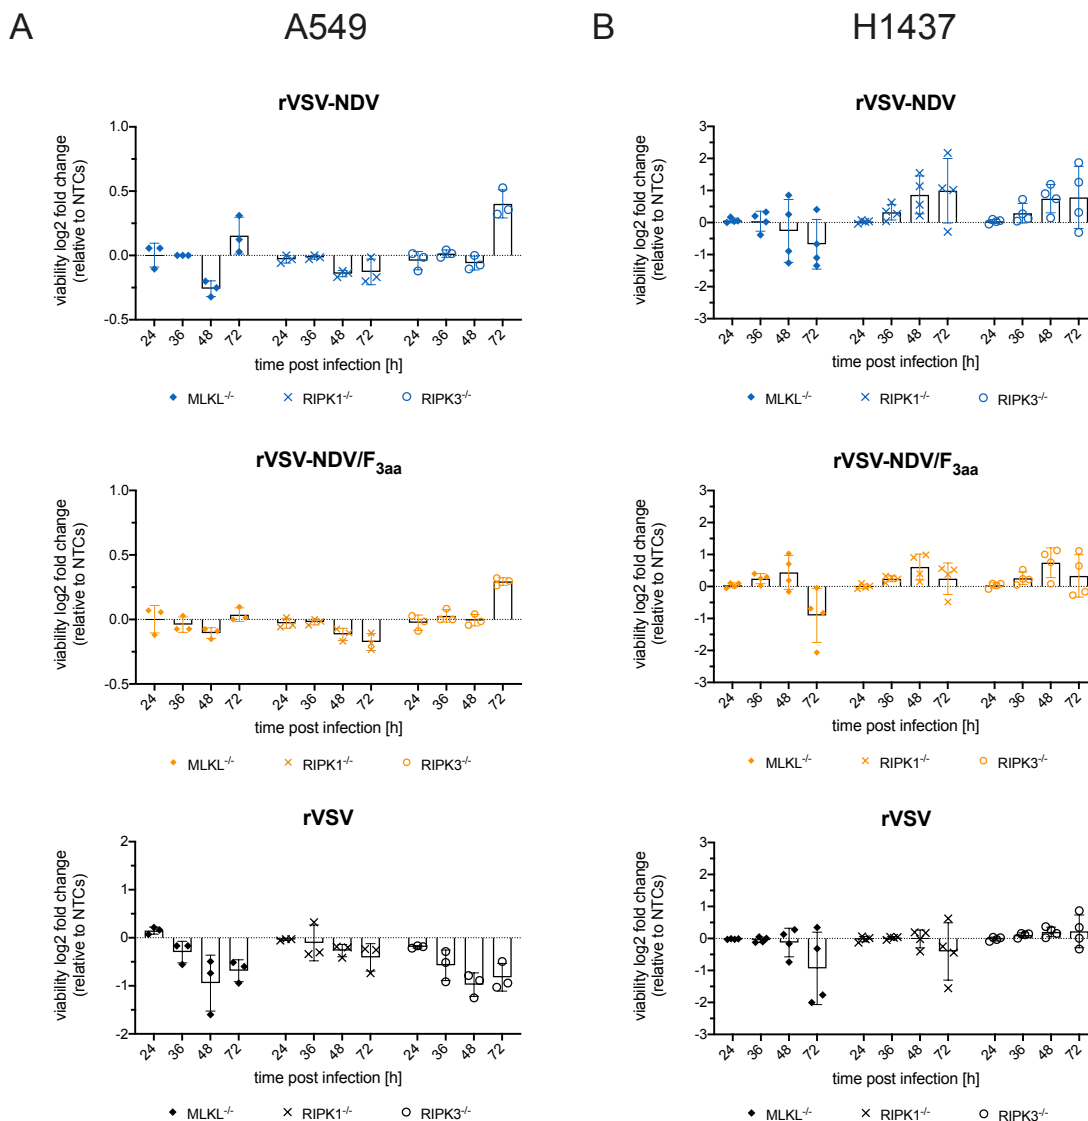 A A549 B H1437
rVSV-NDV
viability log2 fold change
(relative to NTCs)
1.0
0.5
0.0
-0.5
24 36 48 72 24 36 48 72 24 36 48 72
time post infection [h]
MLKL-/- RIPK1-/- RIPK3-/-
rVSV-NDV
viability log2 fold change
(relative to NTCs)
3
2
1
0
-1
-2
-3
24 36 48 72 24 36 48 72 24 36 48 72
time post infection [h]
MLKL-/- RIPK1-/- RIPK3-/-
rVSV-NDV/F3aa
viability log2 fold change
(relative to NTCs)
1.0
0.5
0.0
-0.5
24 36 48 72 24 36 48 72 24 36 48 72
time post infection [h]
MLKL-/- RIPK1-/- RIPK3-/-
rVSV-NDV/F3aa
viability log2 fold change
(relative to NTCs)
3
2
1
0
-1
-2
-3
24 36 48 72 24 36 48 72 24 36 48 72
time post infection [h]
MLKL-/- RIPK1-/- RIPK3-/-
rVSV
viability log2 fold change
(relative to NTCs)
2
1
0
-1
-2
24 36 48 72 24 36 48 72 24 36 48 72
time post infection [h]
MLKL-/- RIPK1-/- RIPK3-/-
rVSV
viability log2 fold change
(relative to NTCs)
3
2
1
0
-1
-2
-3
24 36 48 72 24 36 48 72 24 36 48 72
time post infection [h]
MLKL-/- RIPK1-/- RIPK3-/-